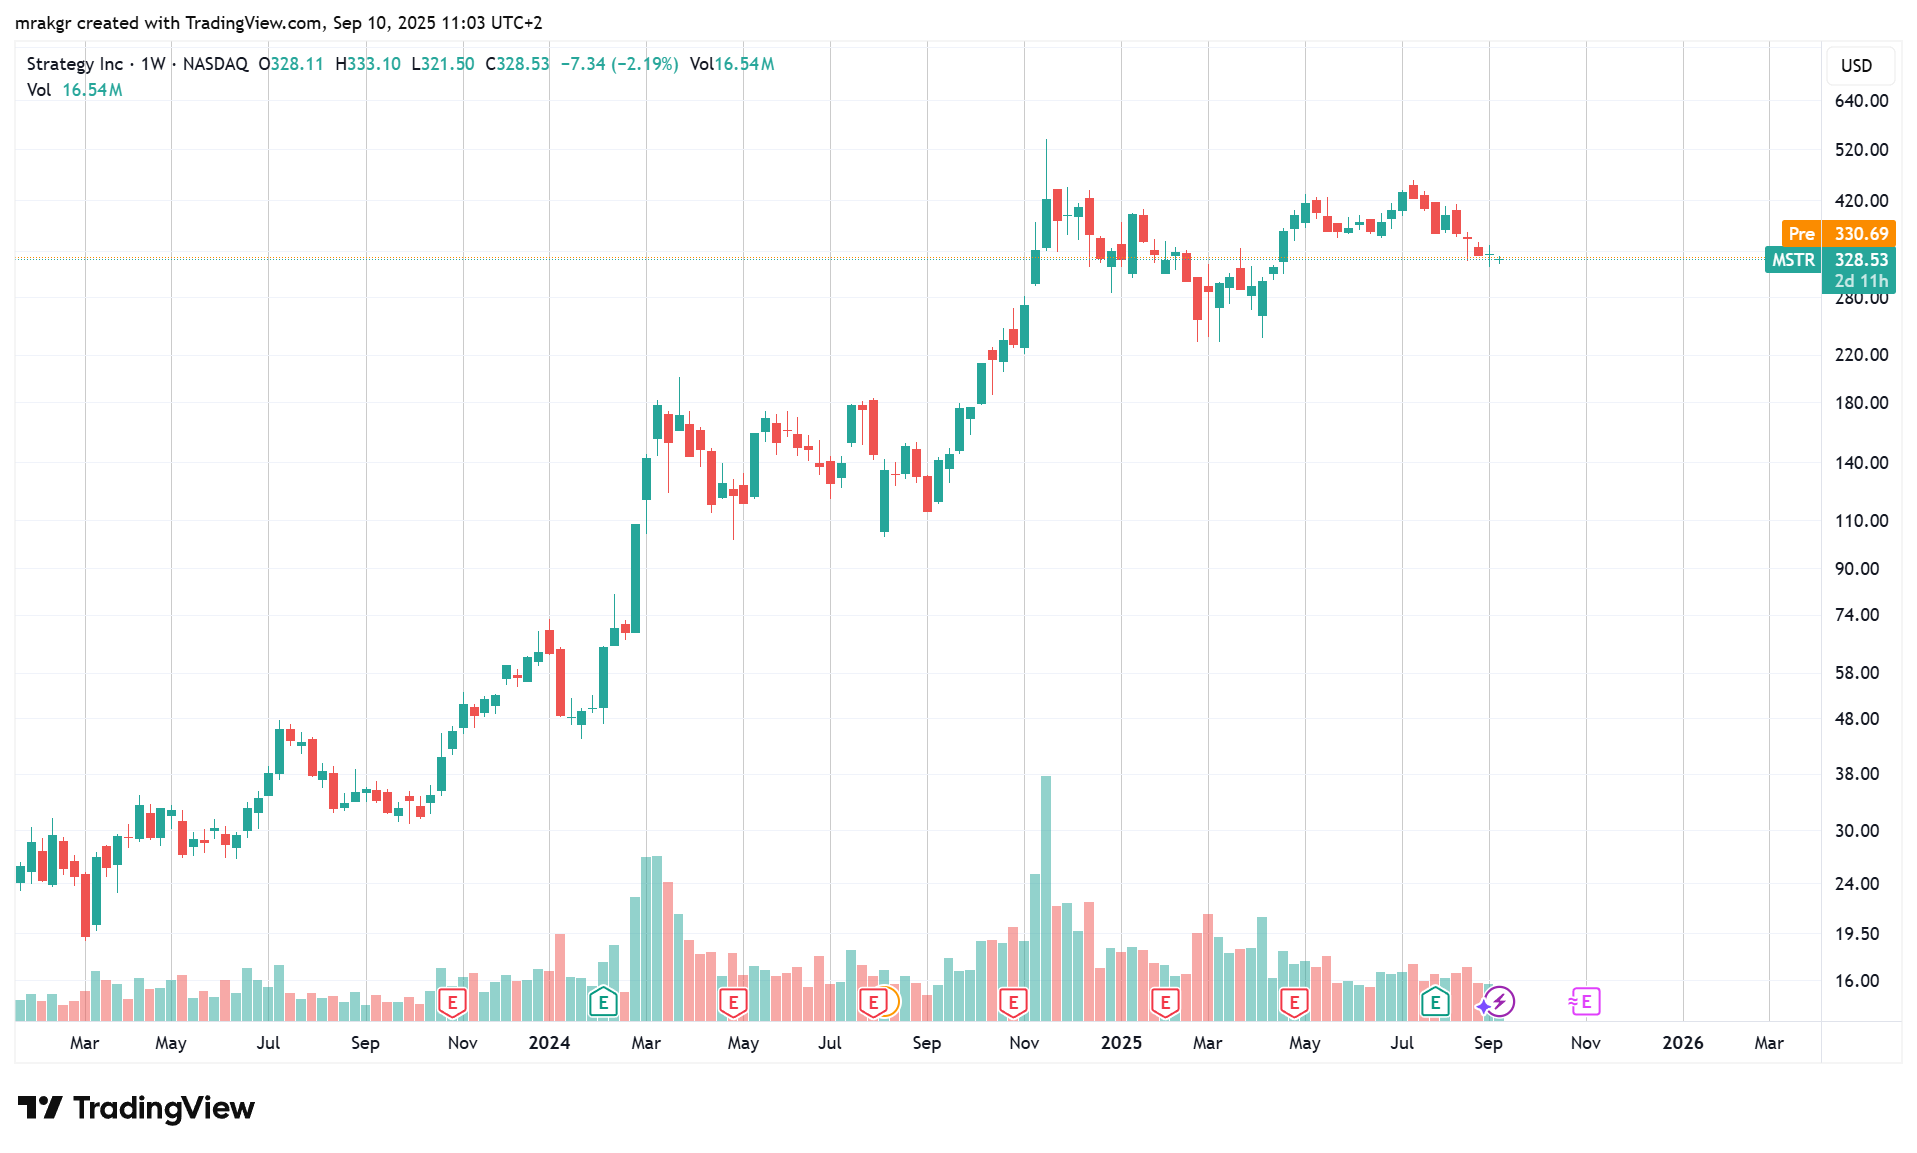 mrakgr created with TradingView.com, Sep 10, 2025 11:03 UTC+2
Strategy Inc · 1W · NASDAQ O328.11 H333.10 L321.50 C328.53 −7.34 (−2.19%) Vol16.54M
Vol 16.54M
USD
640.00
520.00
420.00
Pre 330.69
MSTR 328.53
2d 11h
280.00
220.00
180.00
140.00
110.00
90.00
74.00
58.00
48.00
38.00
30.00
24.00
19.50
16.00
E E E E E E E E ≈E
Mar May Jul Sep Nov 2024 Mar May Jul Sep Nov 2025 Mar May Jul Sep Nov 2026 Mar
TradingView